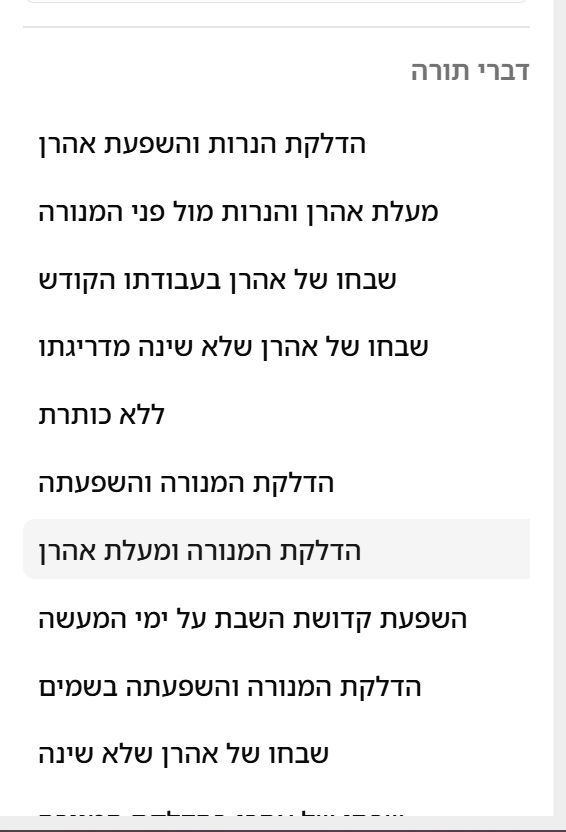 דברי תורה
הדלקת הנרות והשפעת אהרן
מעלת אהרן והנרות מול פני המנורה
שבחו של אהרן בעבודתו הקודש
שבחו של אהרן שלא שינה מדריגתו
ללא כותרת
הדלקת המנורה והשפעתה
הדלקת המנורה ומעלת אהרן
השפעת קדושת השבת על ימי המעשה
הדלקת המנורה והשפעתה בשמים
שבחו של אהרן שלא שינה